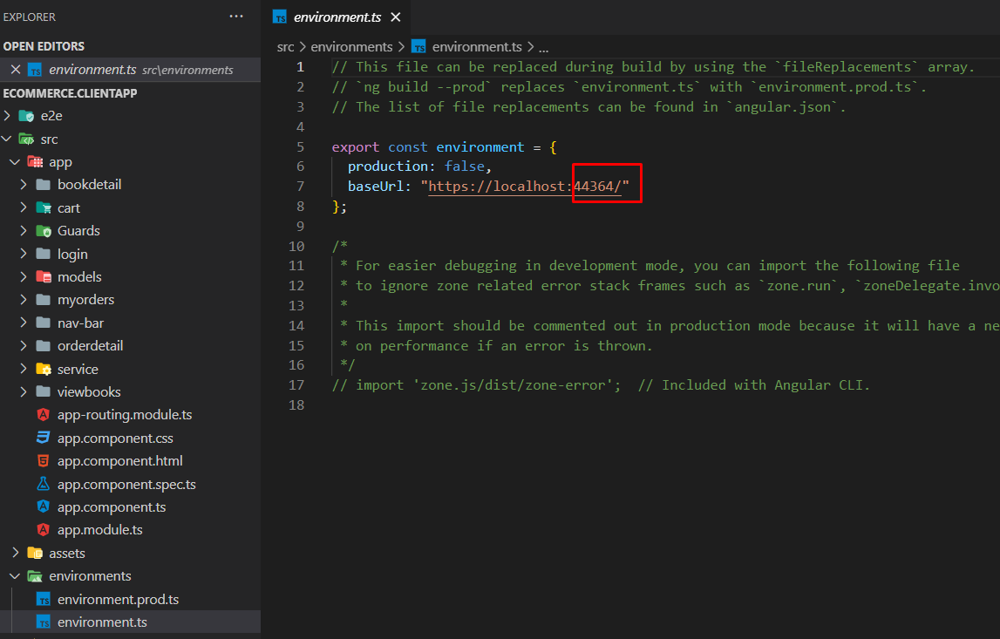 EXPLORER
OPEN EDITORS
environment.ts src\environments
ECOMMERCE.CLIENTAPP
e2e
src
app
bookdetail
cart
Guards
login
models
myorders
nav-bar
orderdetail
service
viewbooks
app-routing.module.ts
app.component.css
app.component.html
app.component.spec.ts
app.component.ts
app.module.ts
assets
environments
environment.prod.ts
environment.ts
environment.ts
src > environments > environment.ts > ...
1 // This file can be replaced during build by using the `fileReplacements` array.
2 // `ng build --prod` replaces `environment.ts` with `environment.prod.ts`.
3 // The list of file replacements can be found in `angular.json`.
4
5 export const environment = {
6 production: false,
7 baseUrl: "https://localhost:44364/"
8 };
9
10 /*
11 * For easier debugging in development mode, you can import the following file
12 * to ignore zone related error stack frames such as `zone.run`, `zoneDelegate.invo
13 *
14 * This import should be commented out in production mode because it will have a ne
15 * on performance if an error is thrown.
16 */
17 // import 'zone.js/dist/zone-error'; // Included with Angular CLI.
18